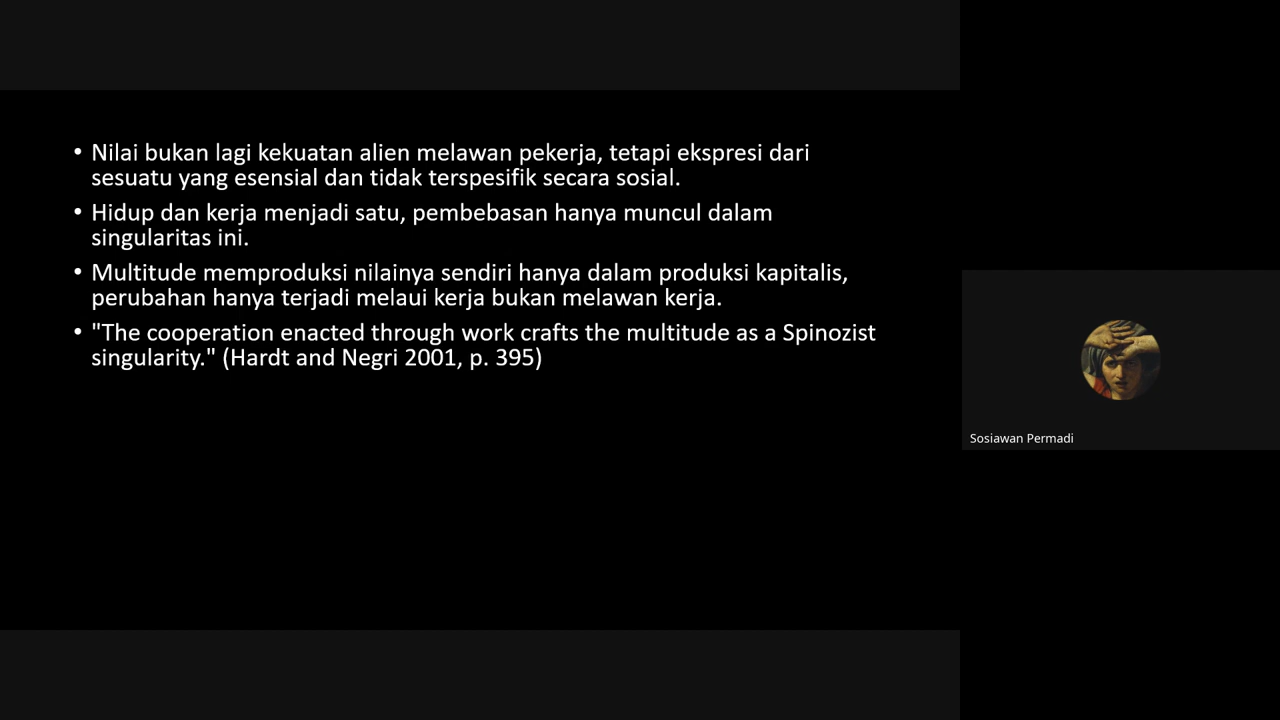 • Nilai bukan lagi kekuatan alien melawan pekerja, tetapi ekspresi dari
sesuatu yang esensial dan tidak terspesifik secara sosial.
• Hidup dan kerja menjadi satu, pembebasan hanya muncul dalam
singularitas ini.
• Multitude memproduksi nilainya sendiri hanya dalam produksi kapitalis,
perubahan hanya terjadi melaui kerja bukan melawan kerja.
• "The cooperation enacted through work crafts the multitude as a Spinozist
singularity." (Hardt and Negri 2001, p. 395)
Sosiawan Permadi